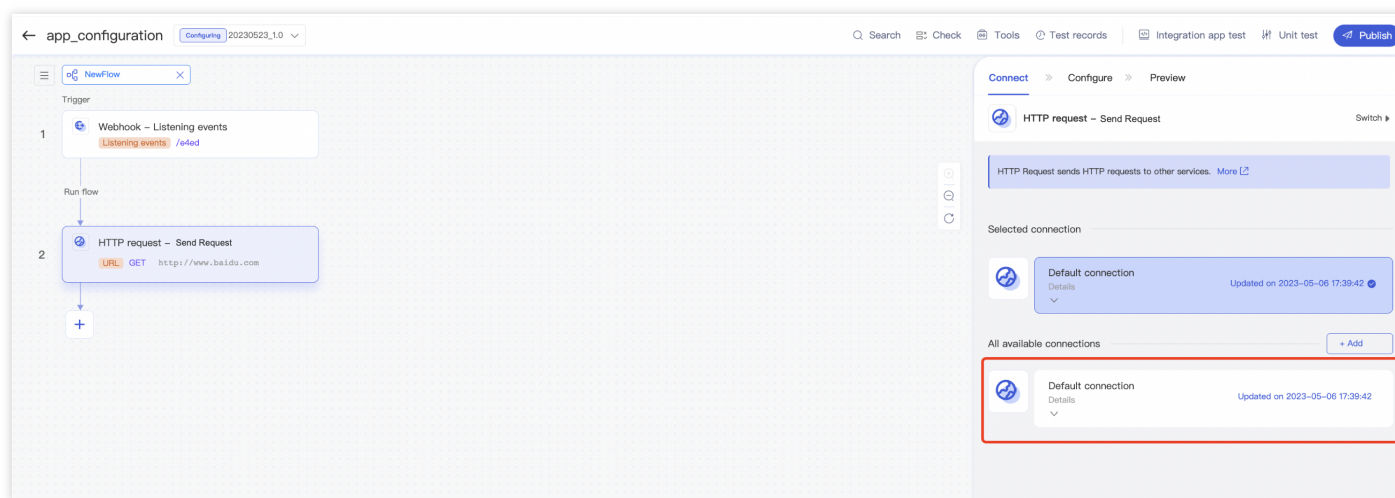 app_configuration Configuring 20230523_1.0
Search Check Tools Test records Integration app test Unit test Publish
NewFlow
Trigger
1
Webhook – Listening events
Listening events /e4ed
Run flow
2
HTTP request – Send Request
URL GET http://www.baidu.com
+
Connect Configure Preview
HTTP request – Send Request Switch
HTTP Request sends HTTP requests to other services. More
Selected connection
Default connection
Details
Updated on 2023-05-06 17:39:42
All available connections + Add
Default connection
Details
Updated on 2023-05-06 17:39:42